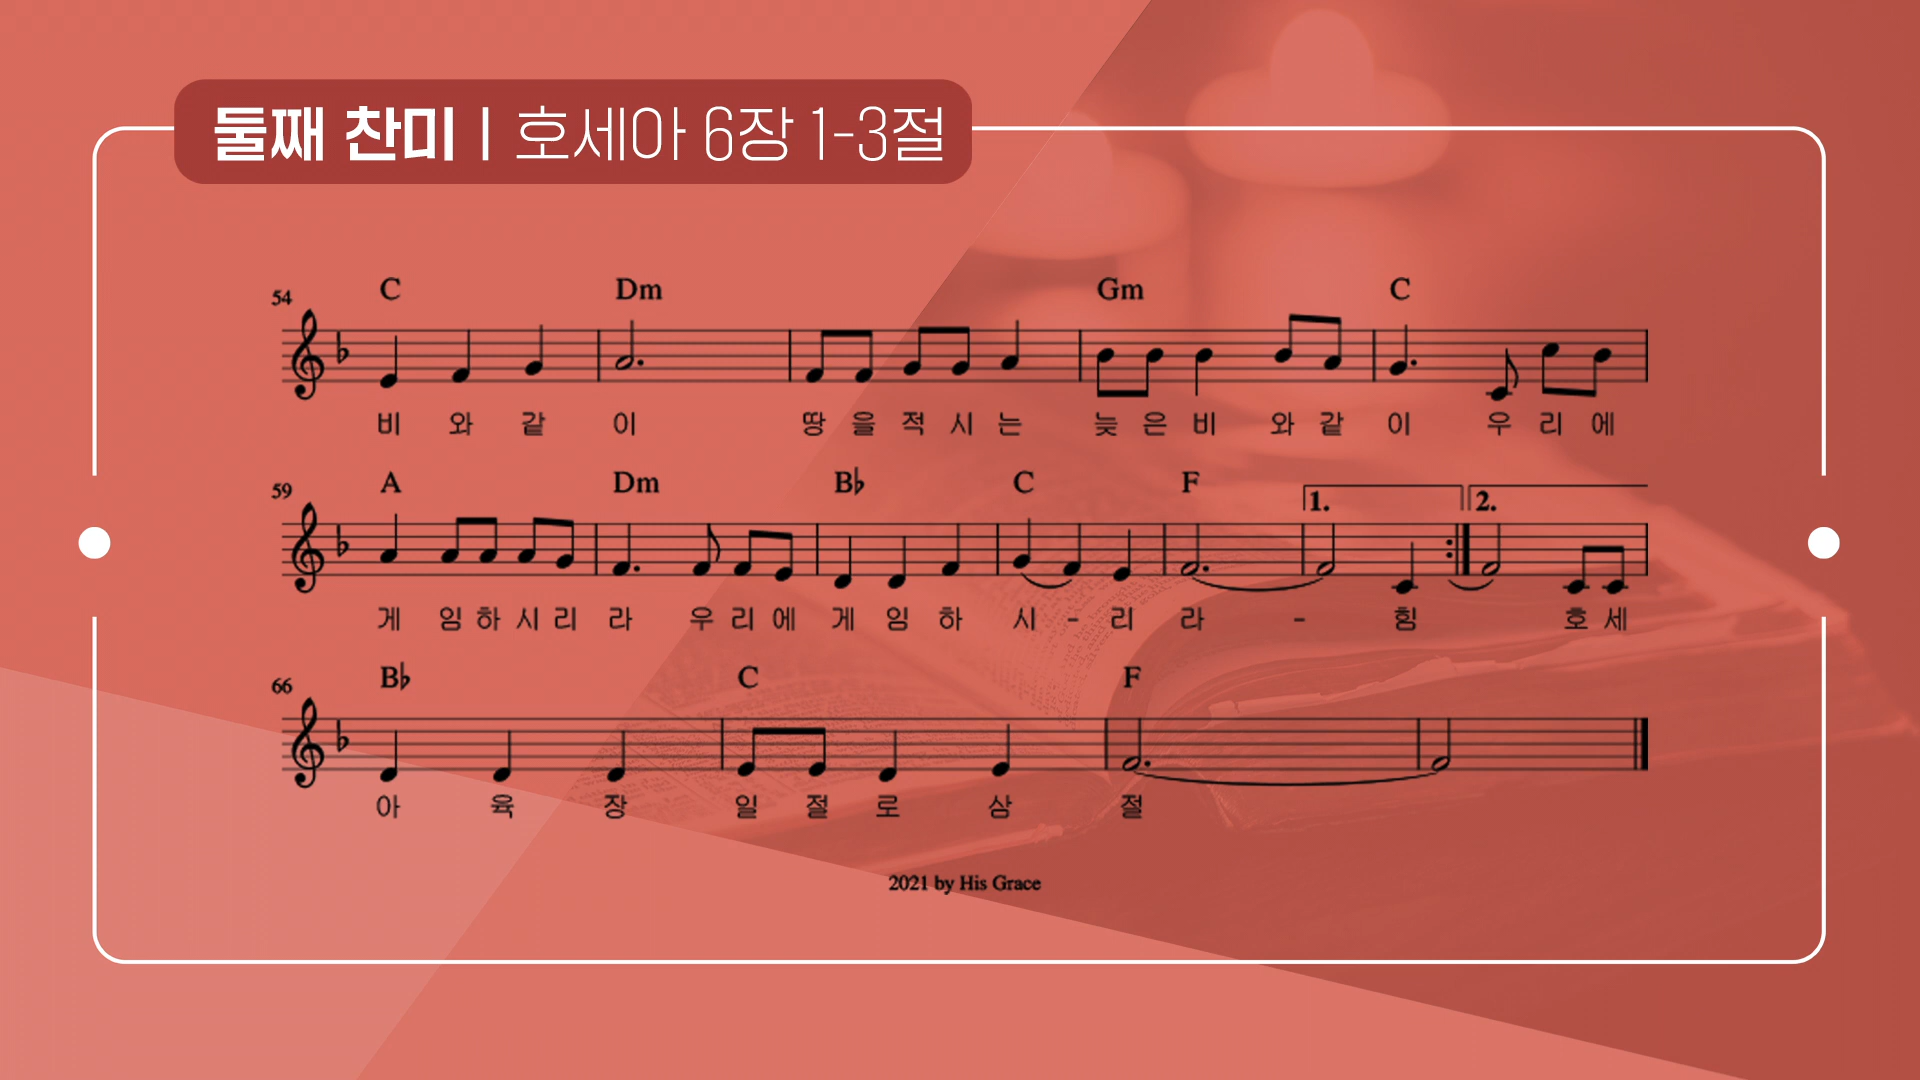 둘째 찬미 | 호세아 6장 1-3절
54 C Dm Gm C
비 와 같 이 땅 을 적 시 는 늦 은 비 와 같 이 우 리 에
59 A Dm B♭ C F 1. 2.
게 임 하 시 리 라 우 리 에 게 임 하 시 - 리 라 - 힘 호 세
66 B♭ C F
아 육 장 일 절 로 삼 절
2021 by His Grace